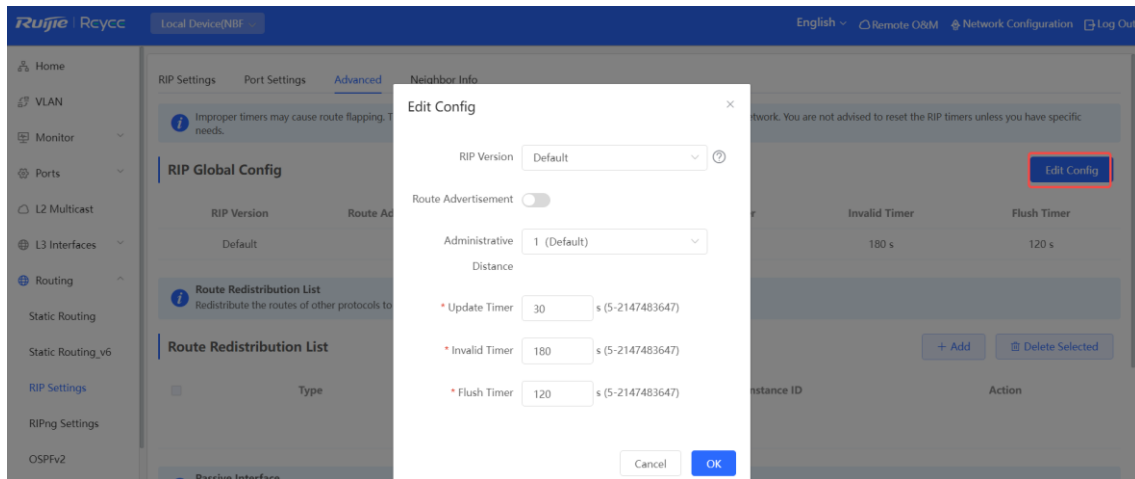 Ruijie | Rcycc
Local Device(NBF
English
Remote O&M
Network Configuration
Log Out
Home
VLAN
Monitor
Ports
L2 Multicast
L3 Interfaces
Routing
Static Routing
Static Routing_v6
RIP Settings
RIPng Settings
OSPFv2
RIP Settings Port Settings Advanced Neighbor Info
Improper timers may cause route flapping. T
etwork. You are not advised to reset the RIP timers unless you have specific
needs.
RIP Global Config
Edit Config
RIP Version Route Ad r Invalid Timer Flush Timer
Default 180 s 120 s
Route Redistribution List
Redistribute the routes of other protocols to
Route Redistribution List
+ Add
Delete Selected
Type nstance ID Action
Passive Interface
Edit Config
RIP Version Default
Route Advertisement
Administrative 1 (Default)
Distance
* Update Timer 30 s (5-2147483647)
* Invalid Timer 180 s (5-2147483647)
* Flush Timer 120 s (5-2147483647)
Cancel OK